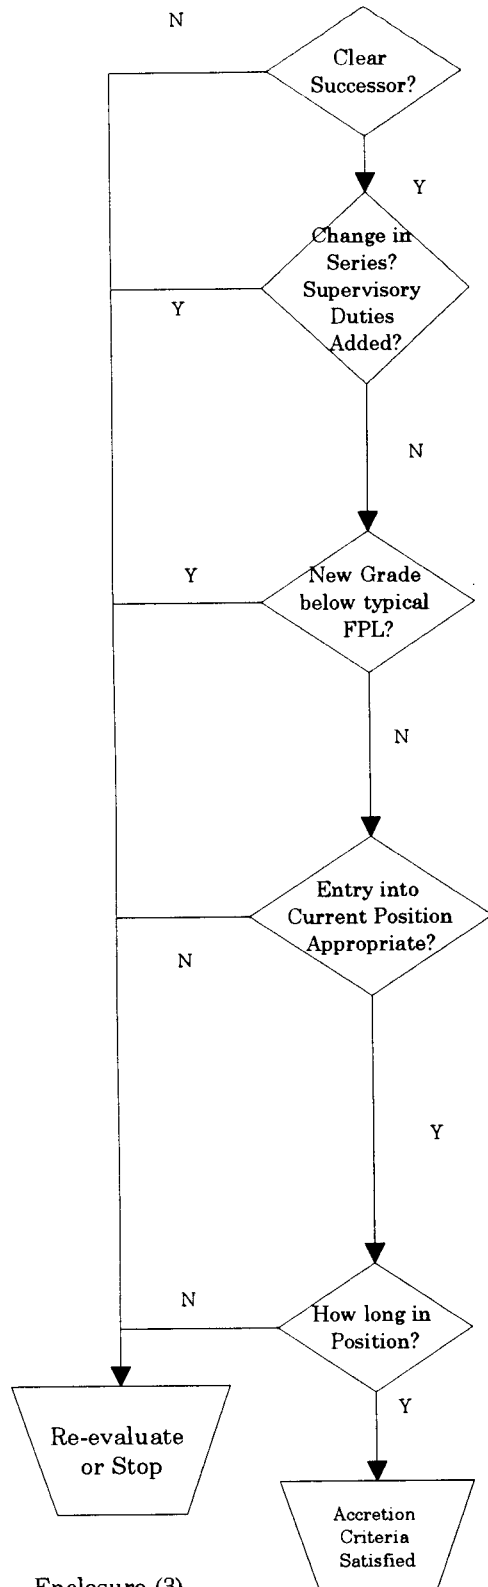 N
Clear
Successor?
Y
Change in
Series?
Supervisory
Duties
Added?
Y
N
New Grade
below typical
FPL?
Y
N
Entry into
Current Position
Appropriate?
N
Y
How long in
Position?
N
Y
Re-evaluate
or Stop
Accretion
Criteria
Satisfied
Enclosure (3)